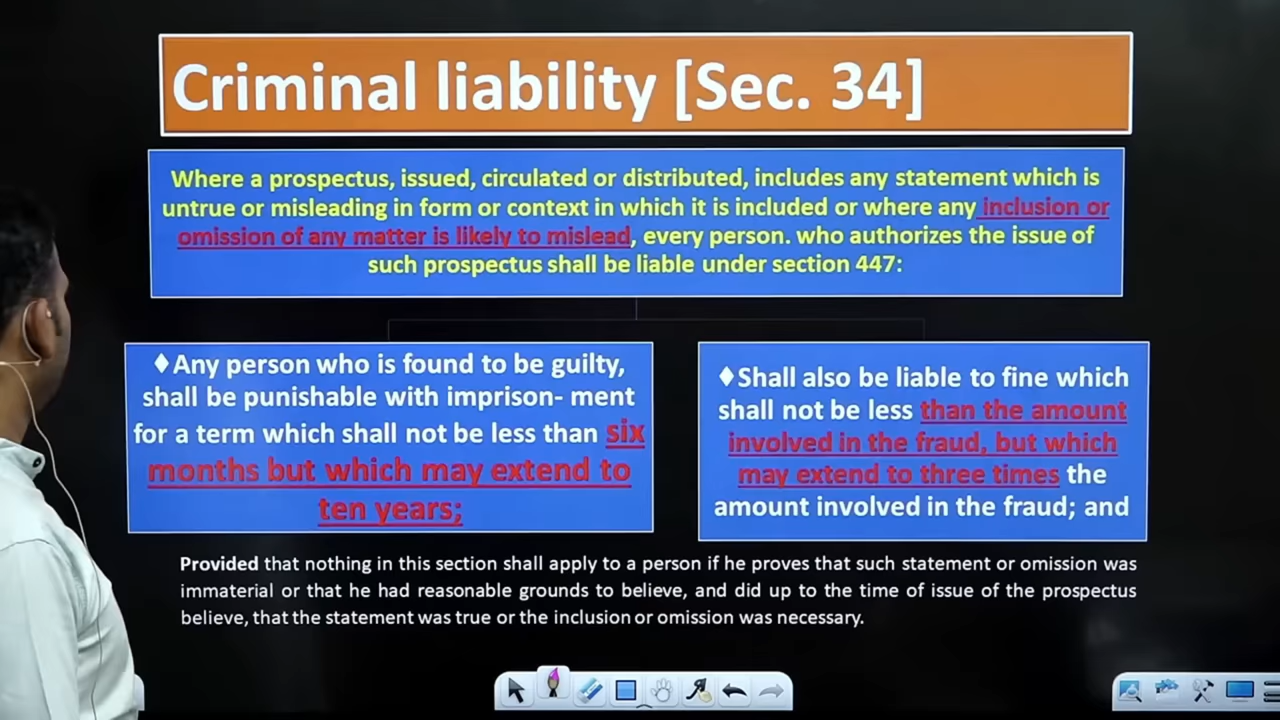 Criminal liability [Sec. 34]
Where a prospectus, issued, circulated or distributed, includes any statement which is
untrue or misleading in form or context in which it is included or where any inclusion or
omission of any matter is likely to mislead, every person. who authorizes the issue of
such prospectus shall be liable under section 447:
♦Any person who is found to be guilty,
shall be punishable with imprison- ment
for a term which shall not be less than six
months but which may extend to
ten years;
♦Shall also be liable to fine which
shall not be less than the amount
involved in the fraud, but which
may extend to three times the
amount involved in the fraud; and
Provided that nothing in this section shall apply to a person if he proves that such statement or omission was
immaterial or that he had reasonable grounds to believe, and did up to the time of issue of the prospectus
believe, that the statement was true or the inclusion or omission was necessary.